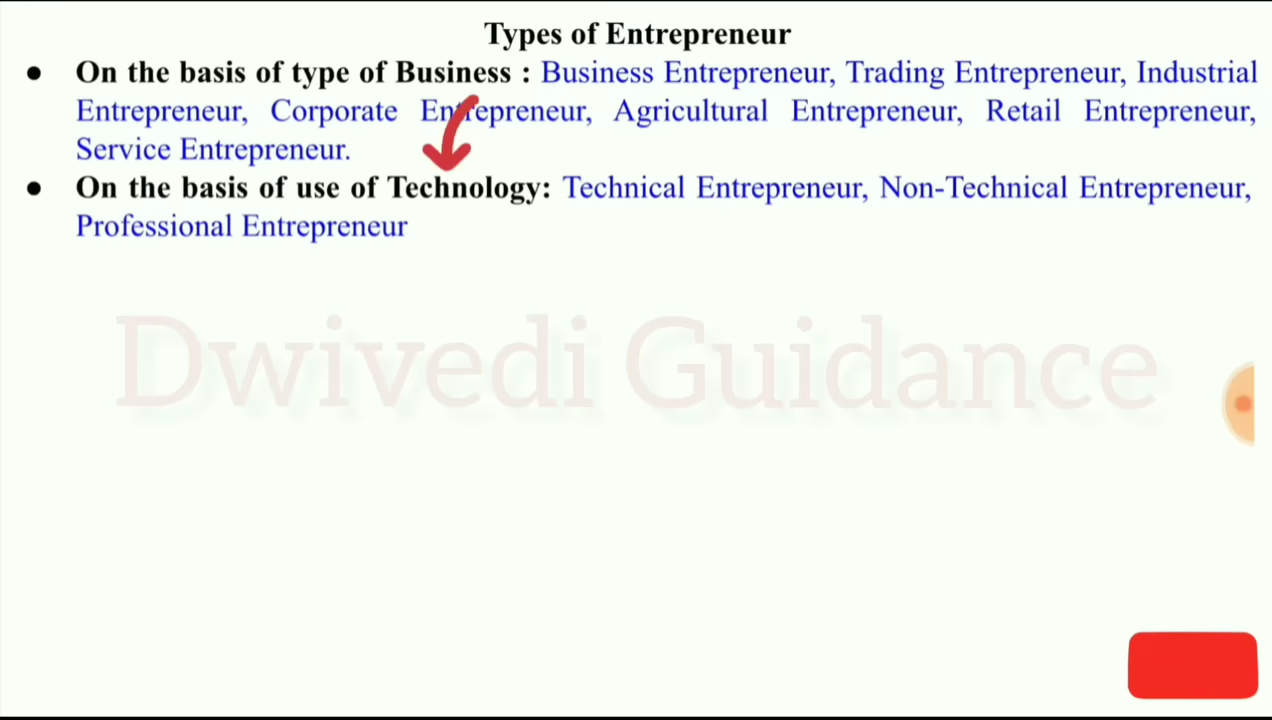 Types of Entrepreneur
● On the basis of type of Business : Business Entrepreneur, Trading Entrepreneur, Industrial
Entrepreneur, Corporate Entrepreneur, Agricultural Entrepreneur, Retail Entrepreneur,
Service Entrepreneur.
● On the basis of use of Technology: Technical Entrepreneur, Non-Technical Entrepreneur,
Professional Entrepreneur
Dwivedi Guidance